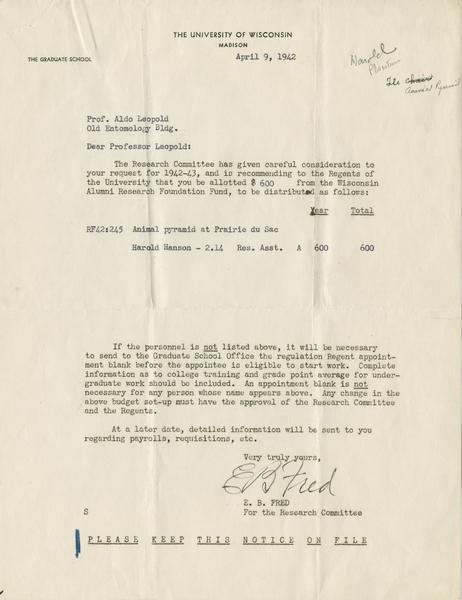 THE UNIVERSITY OF WISCONSIN
MADISON
THE GRADUATE SCHOOL
April 9, 1942
Harold
File
Animal Pyramid
Prof. Aldo Leopold
Old Entomology Bldg.
Dear Professor Leopold:
The Research Committee has given careful consideration to
your request for 1942-43, and is recommending to the Regents of
the University that you be allotted $ 600 from the Wisconsin
Alumni Research Foundation Fund, to be distributed as follows:
Year Total
RF42:245 Animal pyramid at Prairie du Sac
Harold Hanson - 2.14 Res. Asst. A 600 600
If the personnel is not listed above, it will be necessary
to send to the Graduate School Office the regulation Regent appoint-
ment blank before the appointee is eligible to start work. Complete
information as to college training and grade point average for under-
graduate work should be included. An appointment blank is not
necessary for any person whose name appears above. Any change in
the above budget set-up must have the approval of the Research Committee
and the Regents.
At a later date, detailed information will be sent to you
regarding payrolls, requisitions, etc.
Very truly yours,
E B Fred
E. B. FRED
For the Research Committee
S
PLEASE KEEP THIS NOTICE ON FILE